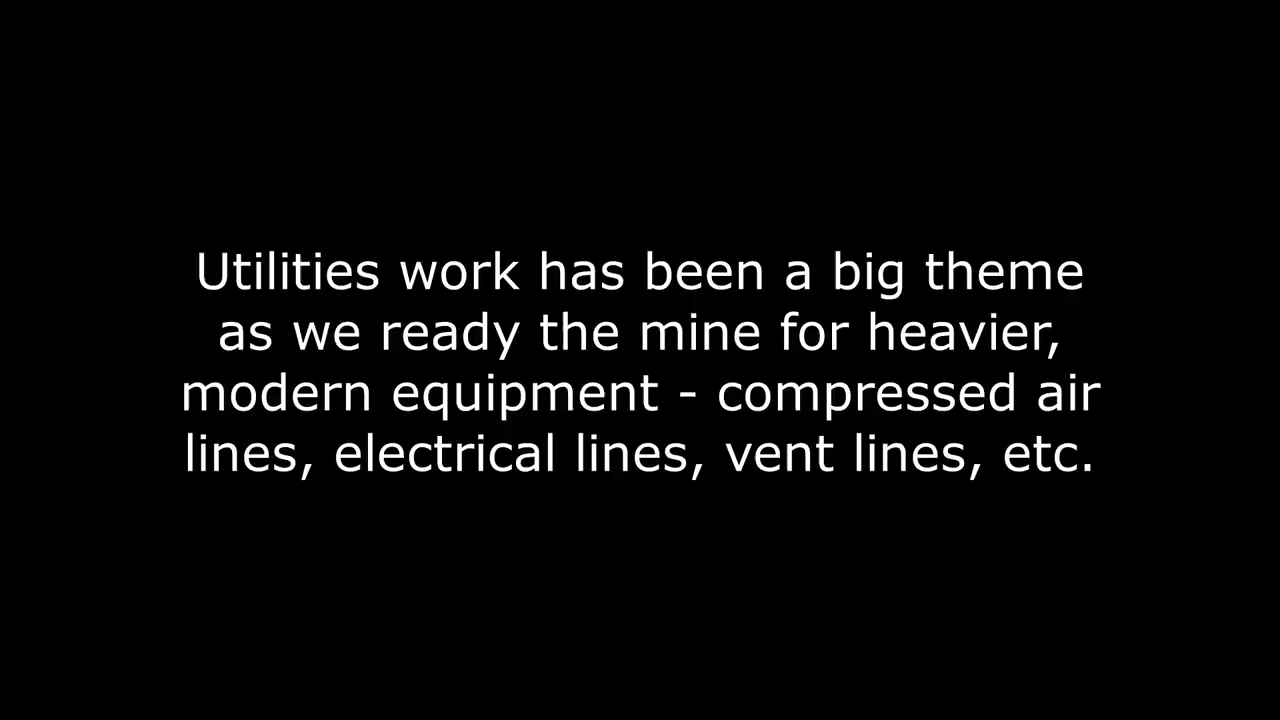 Utilities work has been a big theme
as we ready the mine for heavier,
modern equipment - compressed air
lines, electrical lines, vent lines, etc.